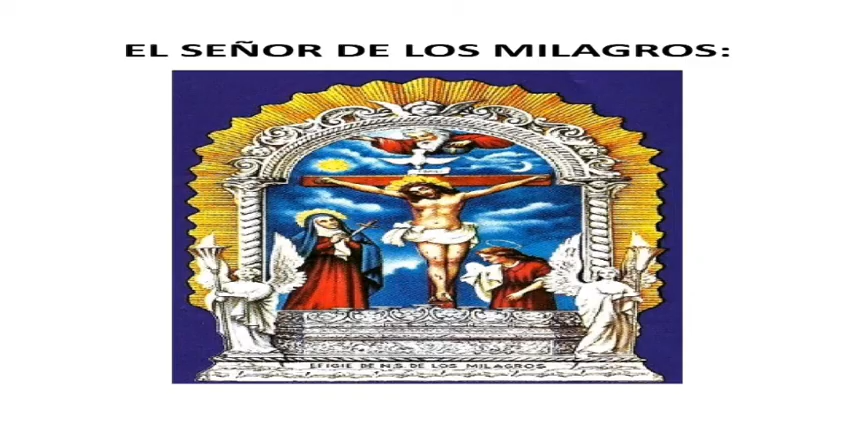 EL SEÑOR DE LOS MILAGROS:
EFIGIE DE N.S DE LOS MILAGROS